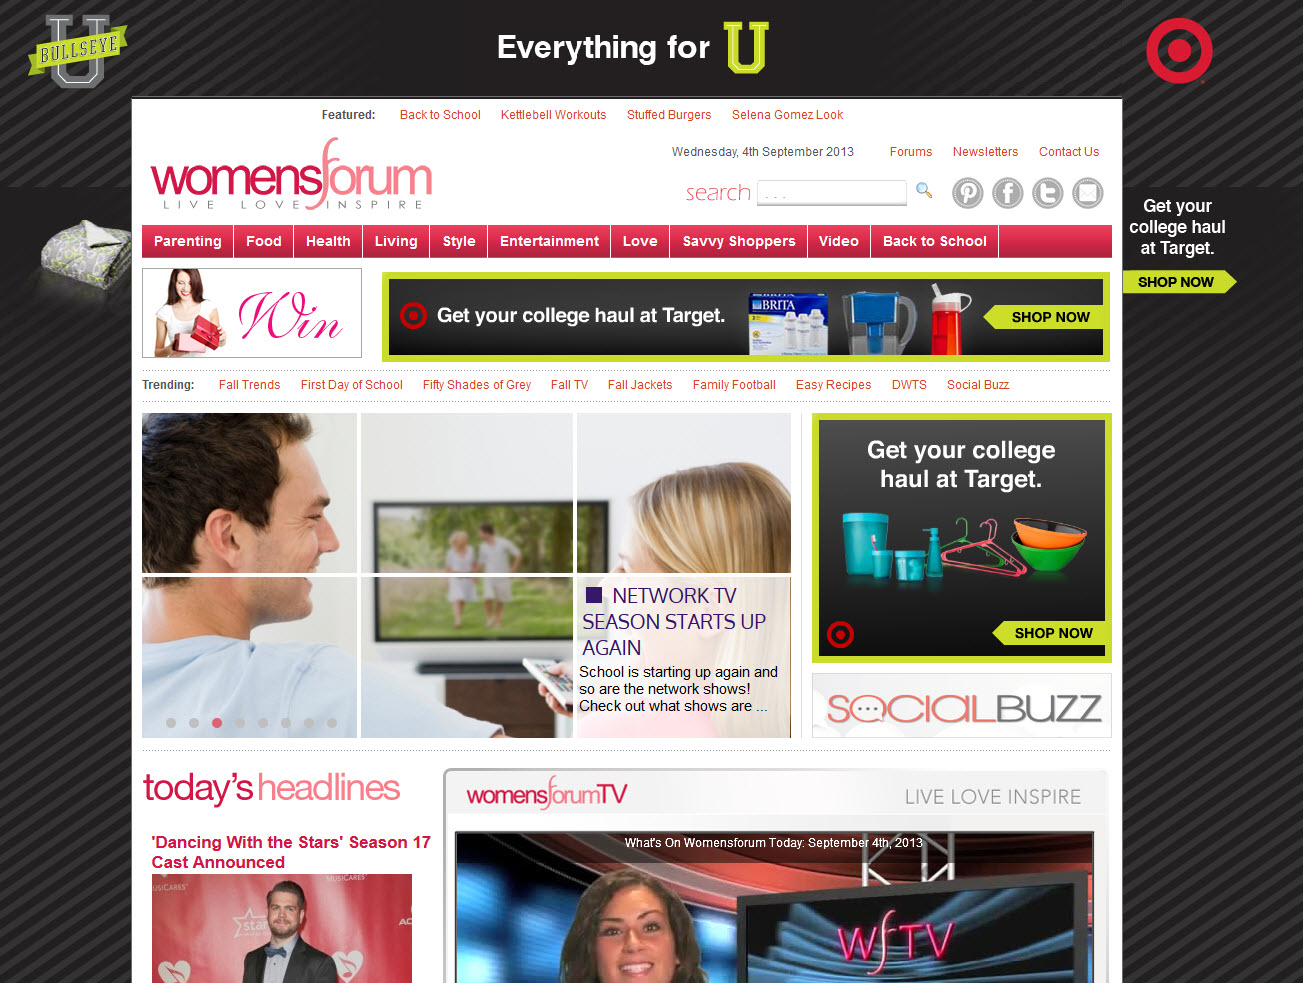 BULLSEYE
U
Everything for U
Featured: Back to School Kettlebell Workouts Stuffed Burgers Selena Gomez Look
womensforum
LIVE LOVE INSPIRE
Wednesday, 4th September 2013 Forums Newsletters Contact Us
search ...
Get your
college haul
at Target.
SHOP NOW
Parenting Food Health Living Style Entertainment Love Savvy Shoppers Video Back to School
Win
Get your college haul at Target.
BRITA
SHOP NOW
Trending: Fall Trends First Day of School Fifty Shades of Grey Fall TV Fall Jackets Family Football Easy Recipes DWTS Social Buzz
NETWORK TV
SEASON STARTS UP
AGAIN
School is starting up again and
so are the network shows!
Check out what shows are ...
Get your college
haul at Target.
SHOP NOW
SOCIALBUZZ
today's headlines
'Dancing With the Stars' Season 17
Cast Announced
MUSICARES
star
womensforumTV
LIVE LOVE INSPIRE
What's On Womensforum Today: September 4th, 2013
WfTV